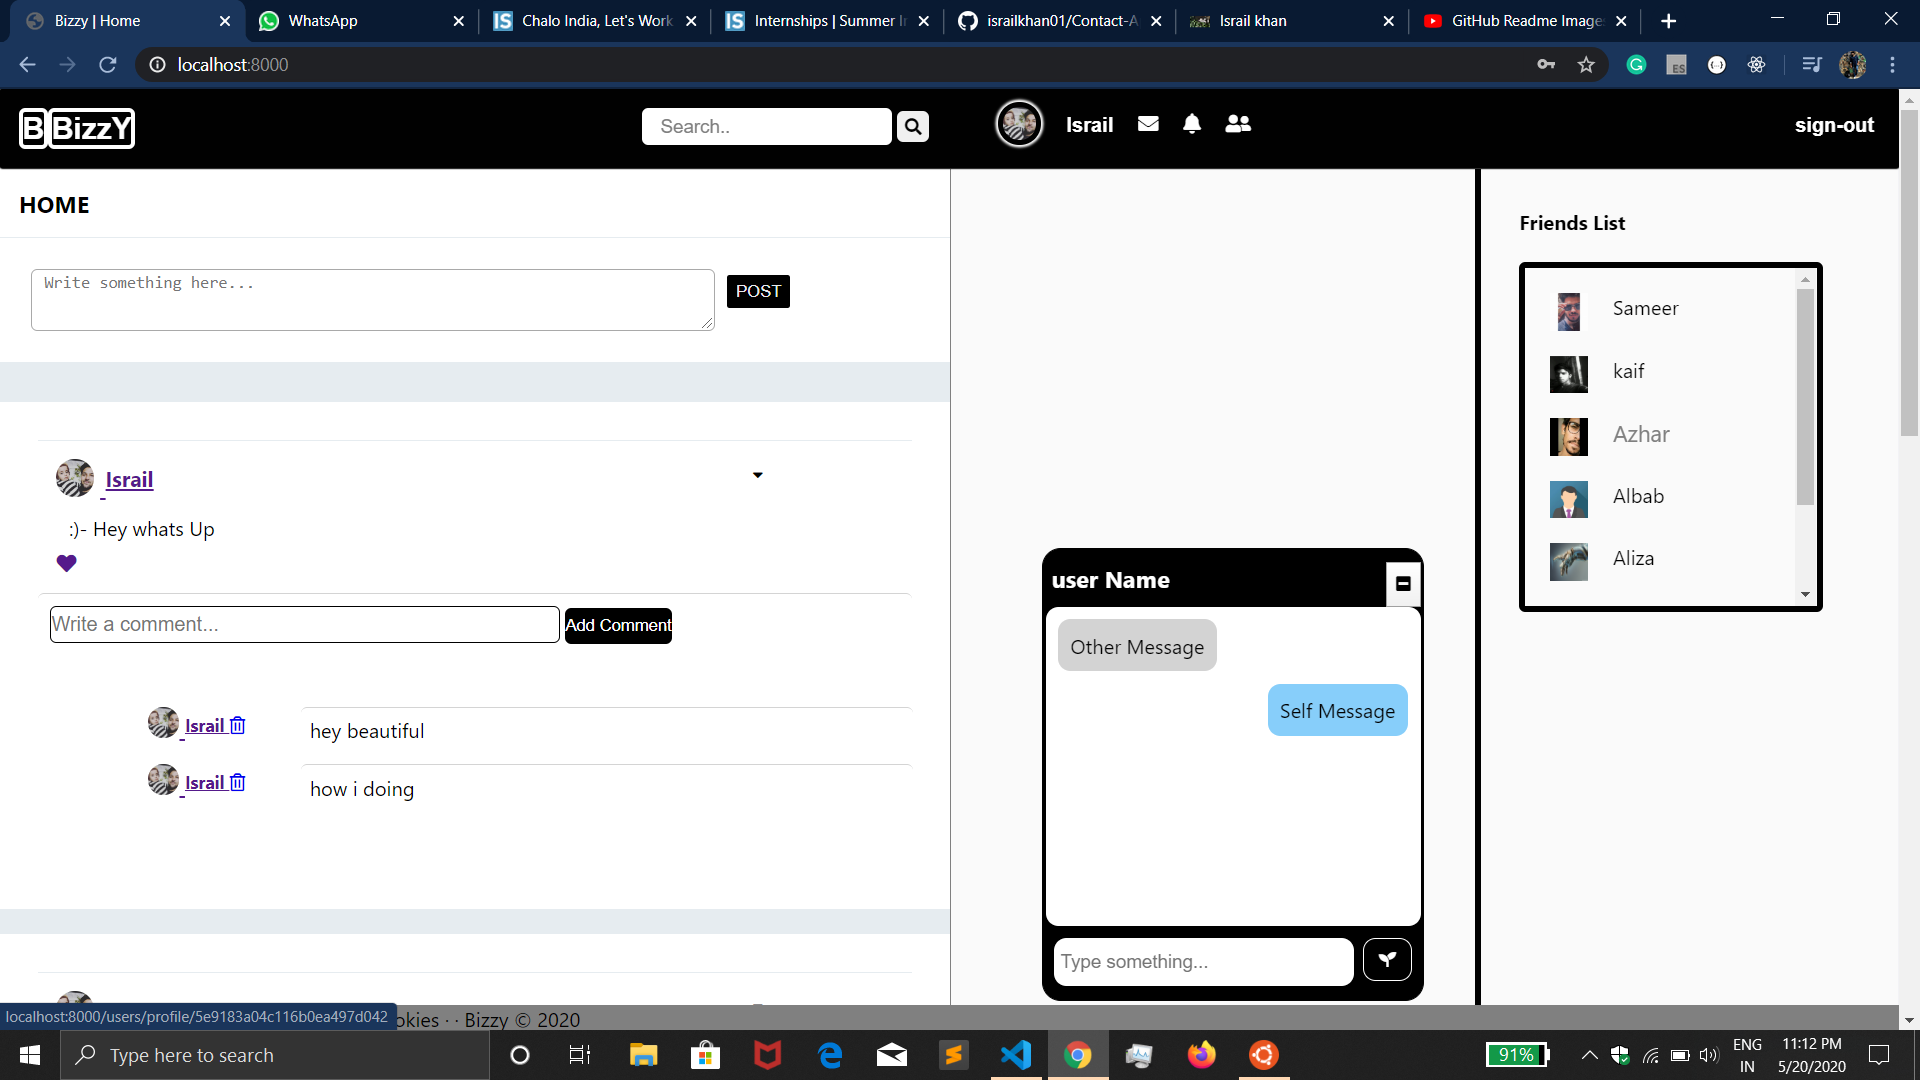 Bizzy | Home
WhatsApp
Chalo India, Let's Work
Internships | Summer In
israilkhan01/Contact-A
Israil khan
GitHub Readme Image
localhost:8000
B BizzY
Search..
Israil
sign-out
HOME
Write something here...
POST
Friends List
Sameer
kaif
Azhar
Albab
Aliza
Israil
:)- Hey whats Up
Write a comment...
Add Comment
Israil
hey beautiful
Israil
how i doing
user Name
Other Message
Self Message
Type something...
localhost:8000/users/profile/5e9183a04c116b0ea497d042
okies · · Bizzy © 2020
Type here to search
91%
ENG
IN
11:12 PM
5/20/2020